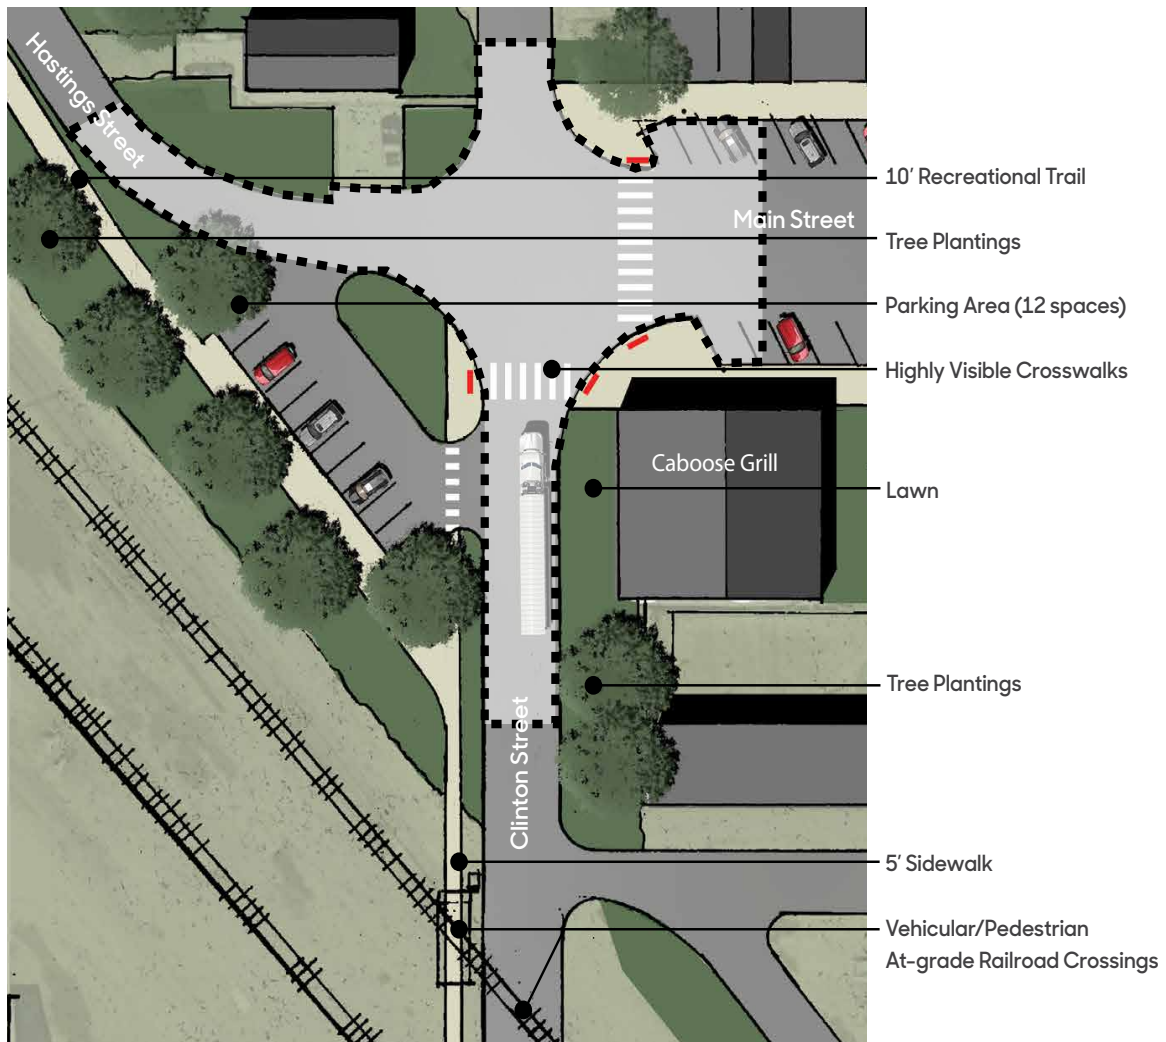 Hastings Street
10' Recreational Trail
Main Street
Tree Plantings
Parking Area (12 spaces)
Highly Visible Crosswalks
Caboose Grill
Lawn
Tree Plantings
Clinton Street
5' Sidewalk
Vehicular/Pedestrian
At-grade Railroad Crossings